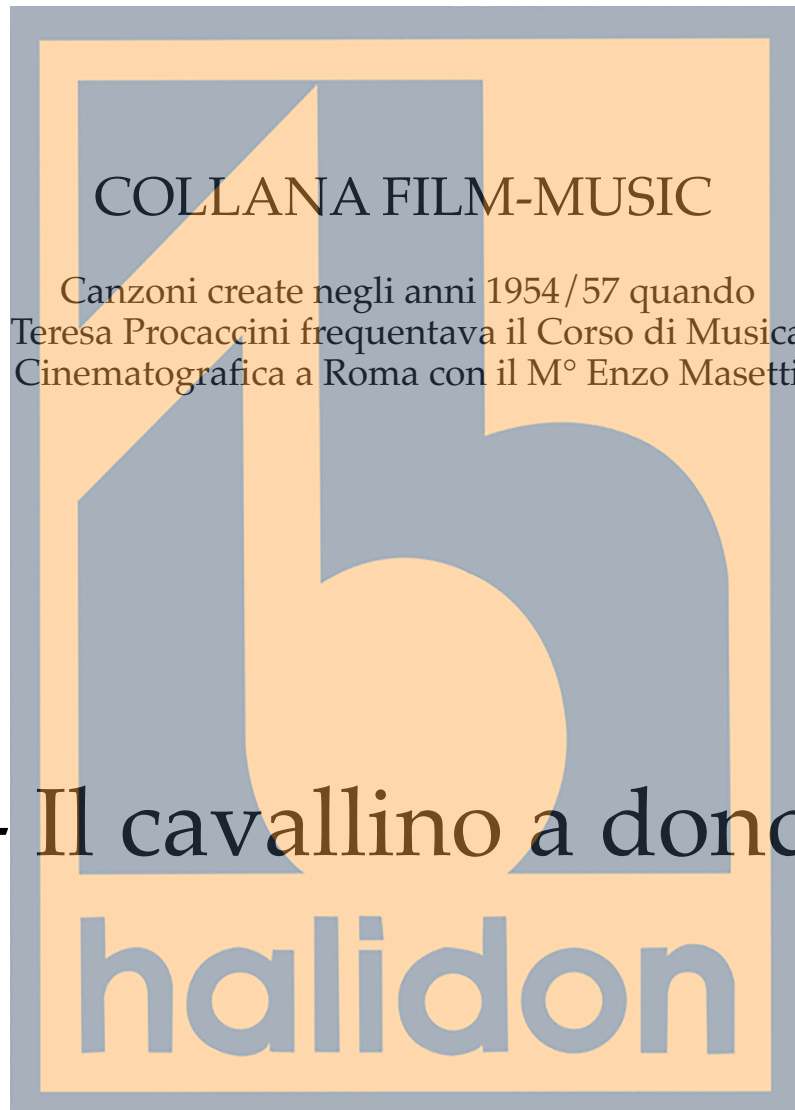 COLLANA FILM-MUSIC
Canzoni create negli anni 1954/57 quando
Teresa Procaccini frequentava il Corso di Musica
Cinematografica a Roma con il M° Enzo Masetti
- Il cavallino a
halidon